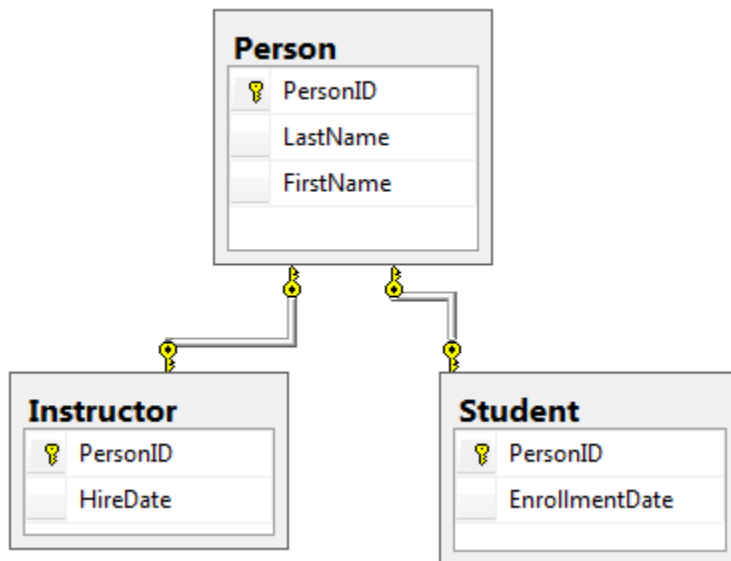 Person
PersonID
LastName
FirstName
Instructor
PersonID
HireDate
Student
PersonID
EnrollmentDate